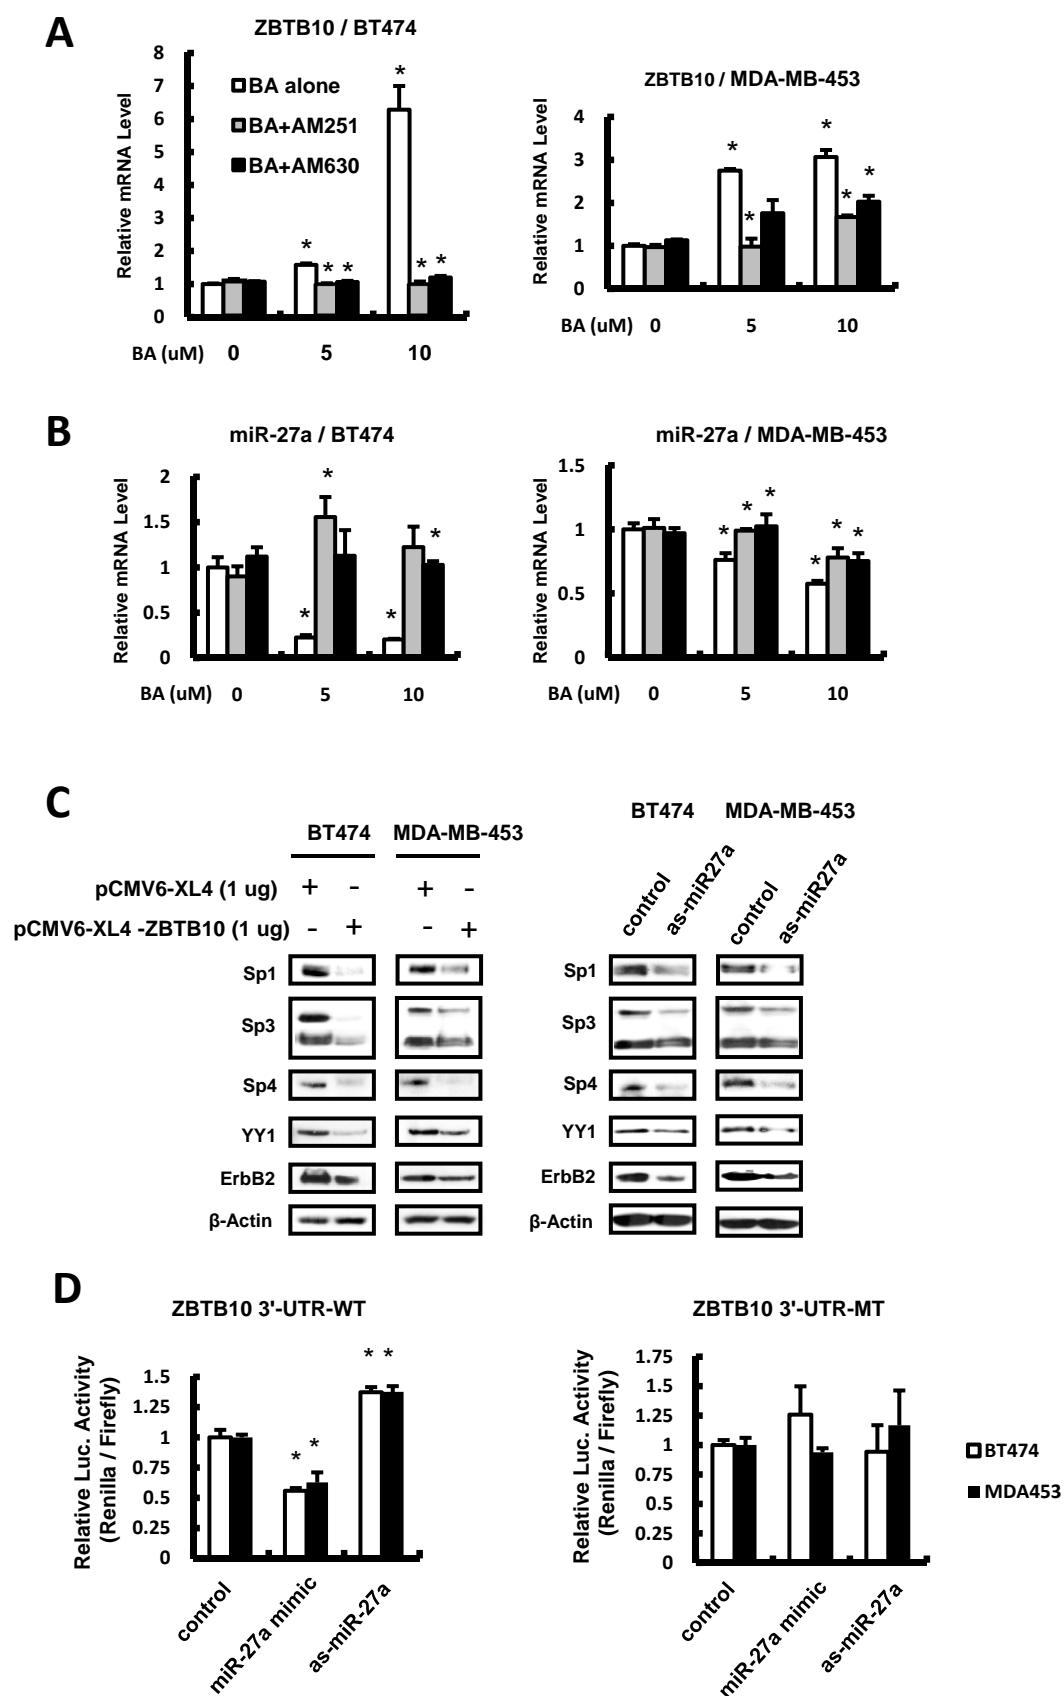 A
ZBTB10 / BT474
Relative mRNA Level
8
7
6
5
4
3
2
1
0
BA alone
BA+AM251
BA+AM630
*
* * *
* *
BA (uM) 0 5 10
ZBTB10 / MDA-MB-453
Relative mRNA Level
4
3
2
1
0
* *
* * *
BA (uM) 0 5 10
B
miR-27a / BT474
Relative mRNA Level
2
1.5
1
0.5
0
*
* * *
BA (uM) 0 5 10
miR-27a / MDA-MB-453
Relative mRNA Level
1.5
1
0.5
0
* * *
* * *
BA (uM) 0 5 10
C
BT474 MDA-MB-453
pCMV6-XL4 (1 ug) + - + -
pCMV6-XL4 -ZBTB10 (1 ug) - + - +
Sp1
Sp3
Sp4
YY1
ErbB2
β-Actin
BT474 MDA-MB-453
control as-miR27a control as-miR27a
Sp1
Sp3
Sp4
YY1
ErbB2
β-Actin
D
ZBTB10 3'-UTR-WT
Relative Luc. Activity
(Renilla / Firefly)
1.5
1.25
1
0.75
0.5
0.25
0
* *
* *
control miR-27a mimic as-miR-27a
ZBTB10 3'-UTR-MT
Relative Luc. Activity
(Renilla / Firefly)
1.75
1.5
1.25
1
0.75
0.5
0.25
0
control miR-27a mimic as-miR-27a
BT474
MDA453